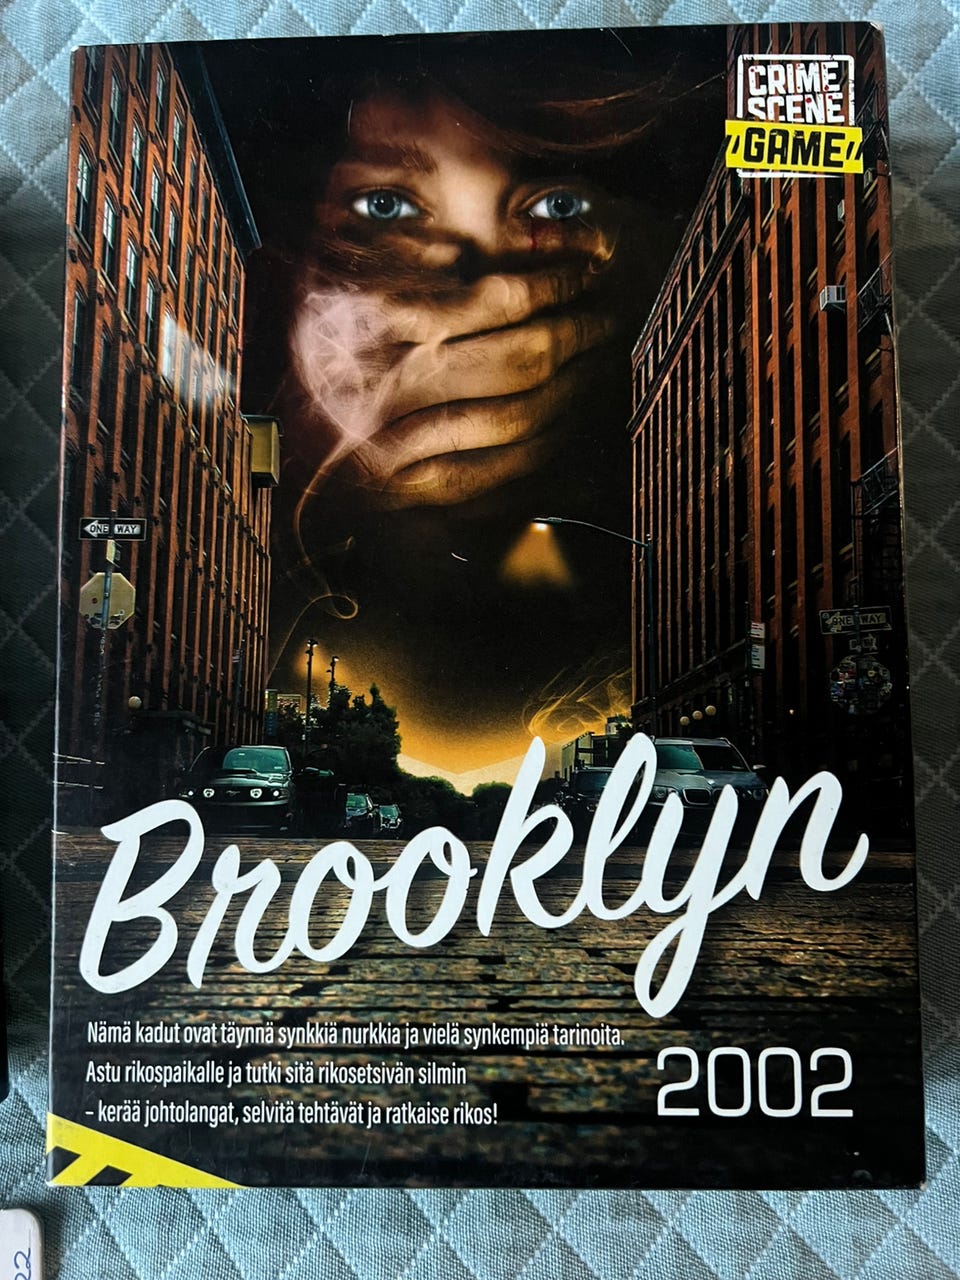 CRIME
SCENE
GAME
ONE WAY
ONE WAY
Brooklyn
Nämä kadut ovat täynnä synkkiä nurkkia ja vielä synkempiä tarinoita.
Astu rikospaikalle ja tutki sitä rikosetsivän silmin
– kerää johtolangat, selvitä tehtävät ja ratkaise rikos!
2002
22